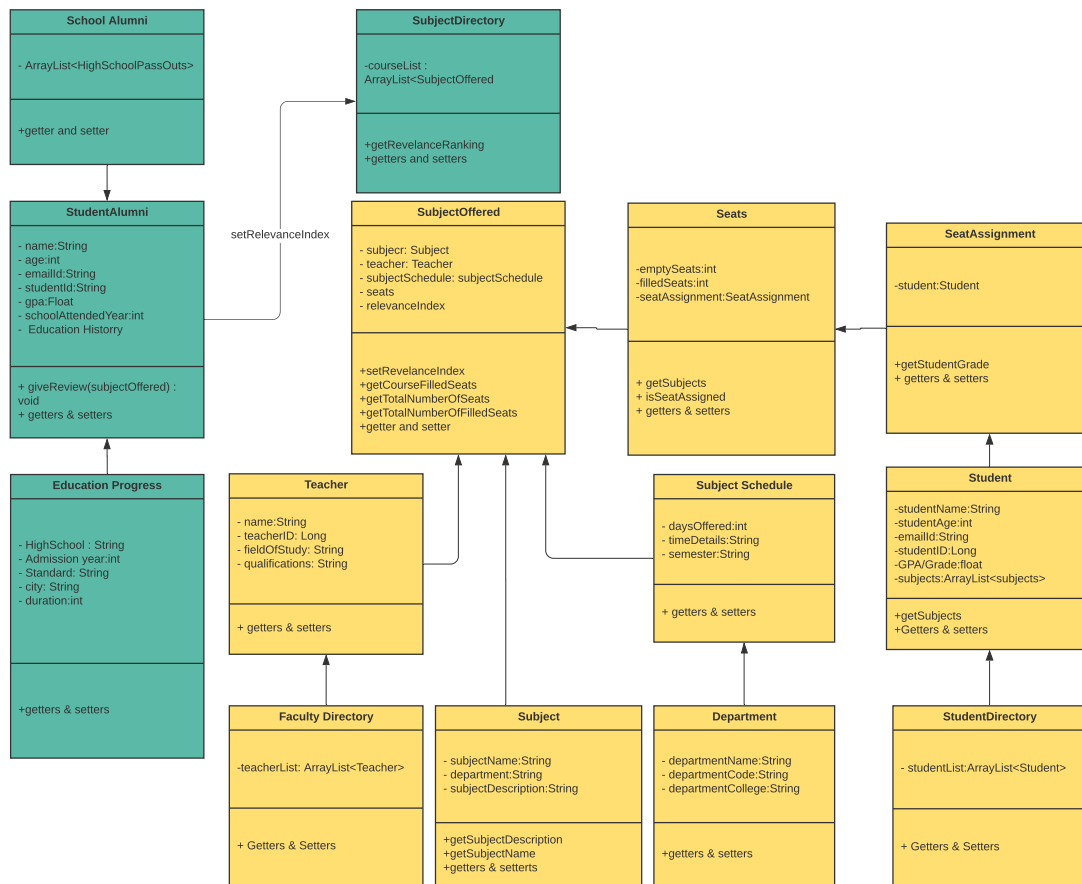 School Alumni
- ArrayList<HighSchoolPassOuts>
+getter and setter
SubjectDirectory
-courseList :
ArrayList<SubjectOffered
+getRevelanceRanking
+getters and setters
setRelevanceIndex
StudentAlumni
- name:String
- age:int
- emailId:String
- studentId:String
- gpa:Float
- schoolAttendedYear:int
- Education Historry
+ giveReview(subjectOffered) :
void
+ getters & setters
SubjectOffered
- subjecr: Subject
- teacher: Teacher
- subjectSchedule: subjectSchedule
- seats
- relevanceIndex
+setRevelanceIndex
+getCourseFilledSeats
+getTotalNumberOfSeats
+getTotalNumberOfFilledSeats
+getter and setter
Seats
-emptySeats:int
-filledSeats:int
-seatAssignment:SeatAssignment
+ getSubjects
+ isSeatAssigned
+ getters & setters
SeatAssignment
-student:Student
+getStudentGrade
+ getters & setters
Education Progress
- HighSchool : String
- Admission year:int
- Standard: String
- city: String
- duration:int
+getters & setters
Teacher
- name:String
- teacherID: Long
- fieldOfStudy: String
- qualifications: String
+ getters & setters
Subject Schedule
- daysOffered:int
- timeDetails:String
- semester:String
+ getters & setters
Student
-studentName:String
-studentAge:int
-emailId:String
-studentID:Long
-GPA/Grade:float
-subjects:ArrayList<subjects>
+getSubjects
+Getters & setters
Faculty Directory
-teacherList: ArrayList<Teacher>
+ Getters & Setters
Subject
- subjectName:String
- department:String
- subjectDescription:String
+getSubjectDescription
+getSubjectName
+getters & setterts
Department
- departmentName:String
- departmentCode:String
- departmentCollege:String
+getters & setters
StudentDirectory
- studentList:ArrayList<Student>
+ Getters & Setters